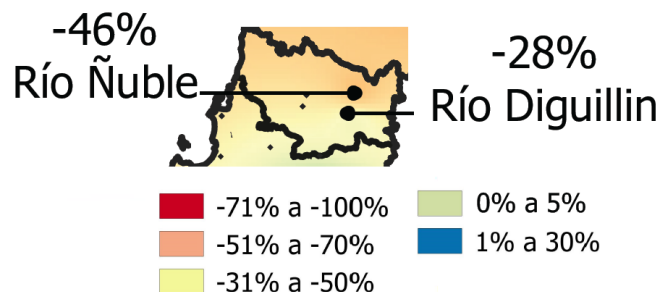 -46%
Río Ñuble
-28%
Río Diguillin
-71% a -100%
-51% a -70%
-31% a -50%
0% a 5%
1% a 30%